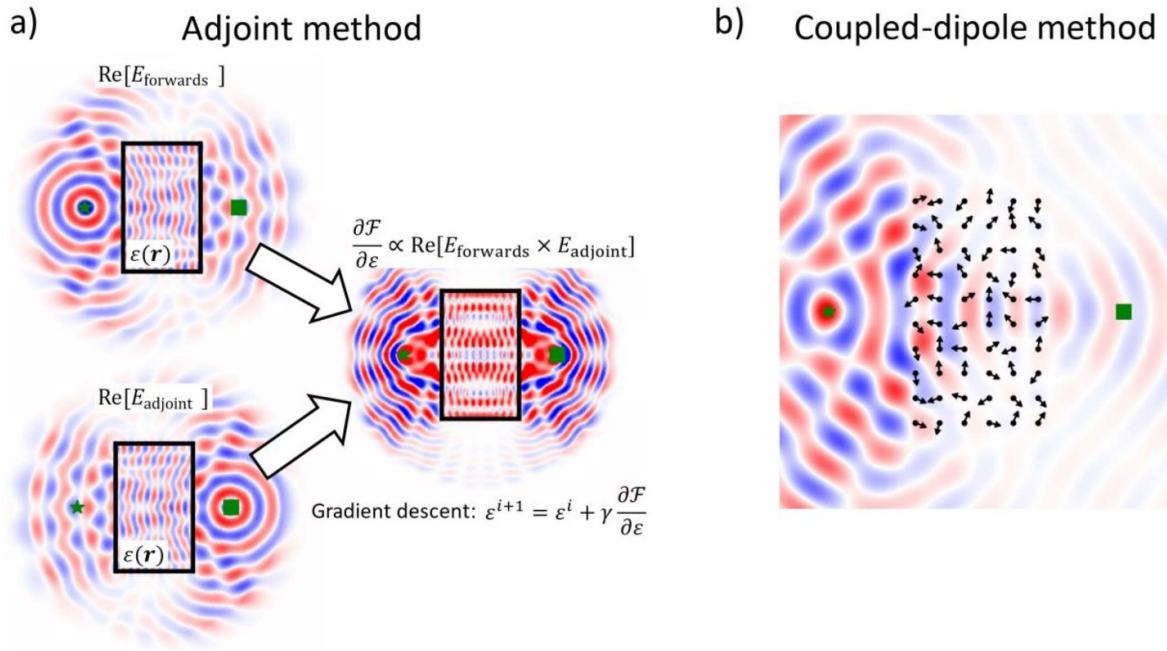 a) Adjoint method
Re[E_forwards ]
ε(r)
∂ℱ/∂ε ∝ Re[E_forwards × E_adjoint]
Re[E_adjoint ]
ε(r)
Gradient descent: ε^{i+1} = ε^i + γ ∂ℱ/∂ε
b) Coupled-dipole method